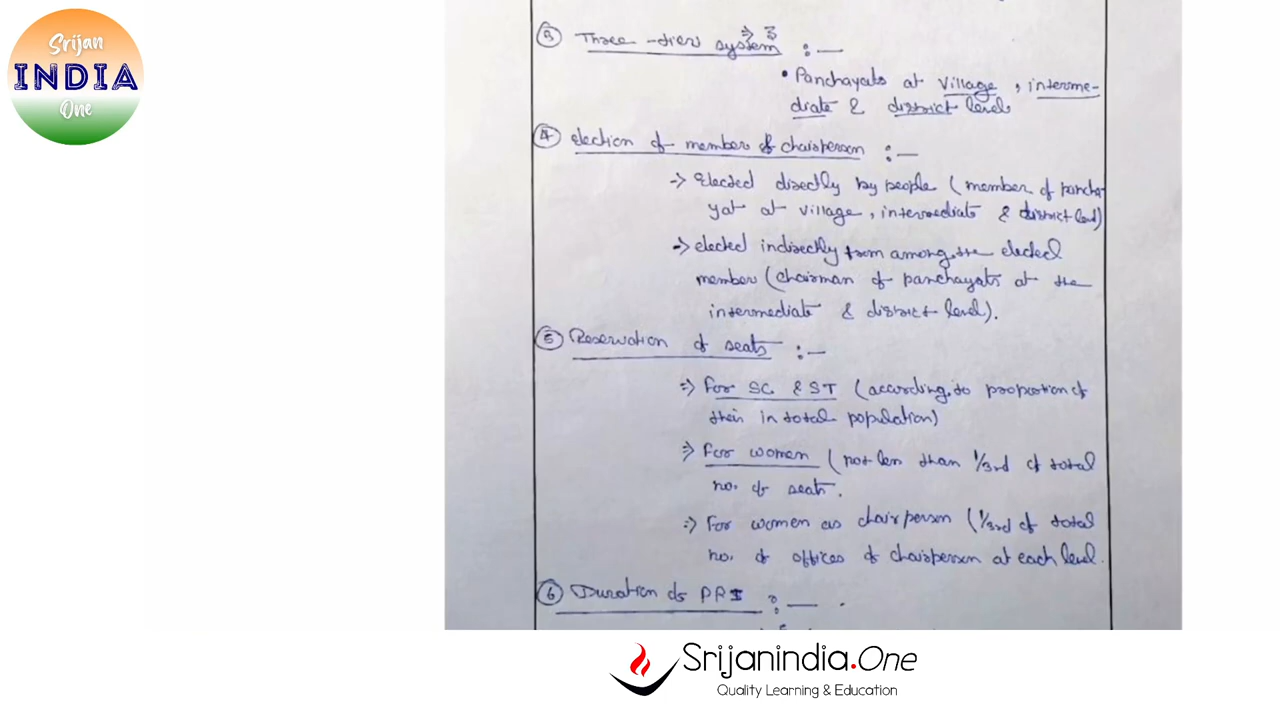 Srijan
INDIA
One
③ Three-tier system :— ⇒ 3
• Panchayats at village, interme-
diate & district level
④ election of member & chairperson :—
→ Elected directly by people (member of pancha-
yat at village, intermediate & district level)
→ elected indirectly from among the elected
member (chairman of panchayats at the
intermediate & district level).
⑤ Reservation of seats :—
⇒ For SC & ST (according to proportion of
their in total population)
⇒ For women (not less than 1/3rd of total
no. of seats.
⇒ For women as chairperson (1/3rd of total
no. of offices of chairperson at each level.
⑥ Duration of PRI :—
Srijanindia.One
Quality Learning & Education